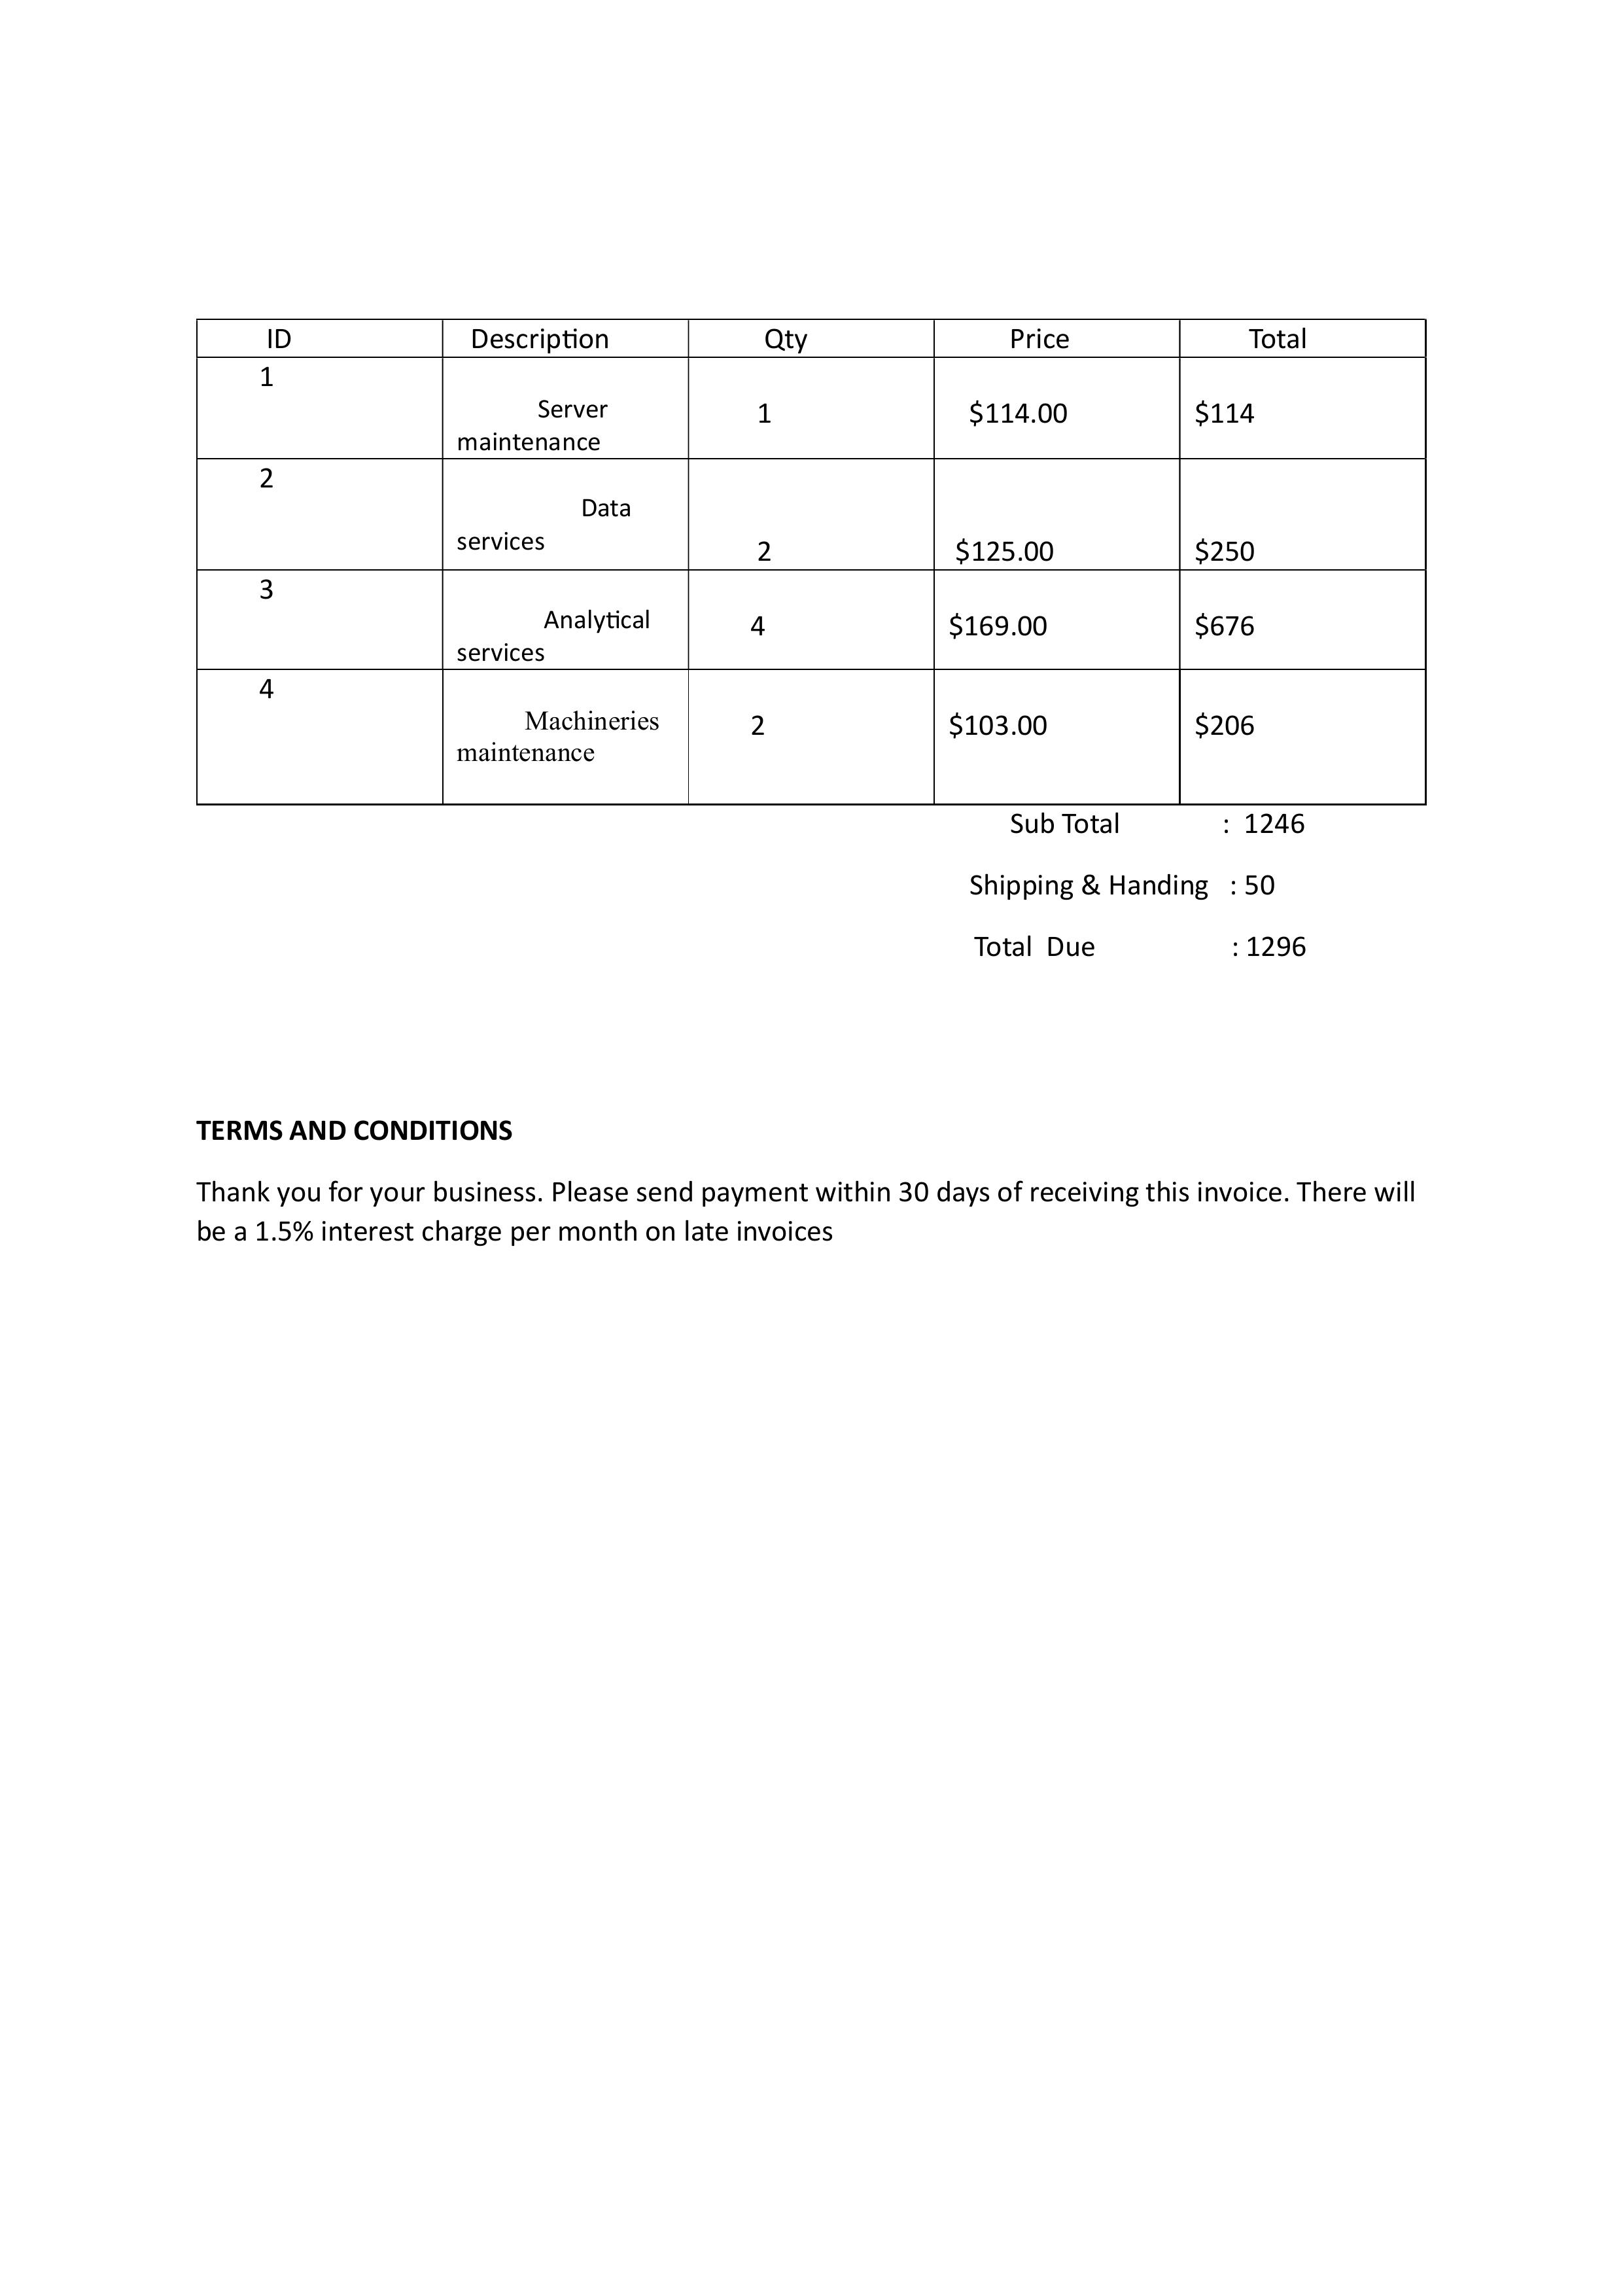 ID Description Qty Price Total
1 Server maintenance 1 $114.00 $114
2 Data services 2 $125.00 $250
3 Analytical services 4 $169.00 $676
4 Machineries maintenance 2 $103.00 $206
Sub Total : 1246
Shipping & Handing : 50
Total Due : 1296
TERMS AND CONDITIONS
Thank you for your business. Please send payment within 30 days of receiving this invoice. There will
be a 1.5% interest charge per month on late invoices